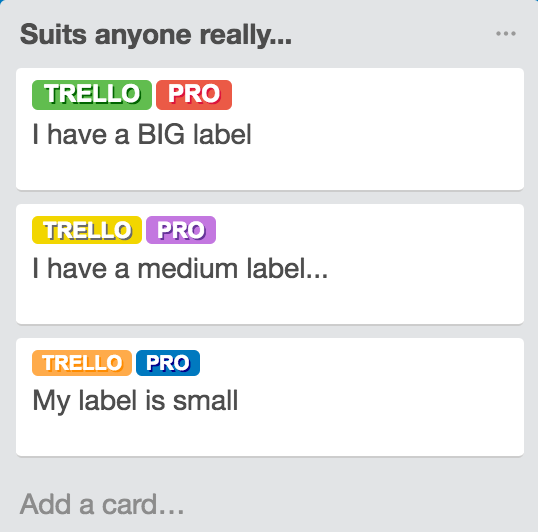 Suits anyone really...
TRELLO PRO
I have a BIG label
TRELLO PRO
I have a medium label...
TRELLO PRO
My label is small
Add a card...